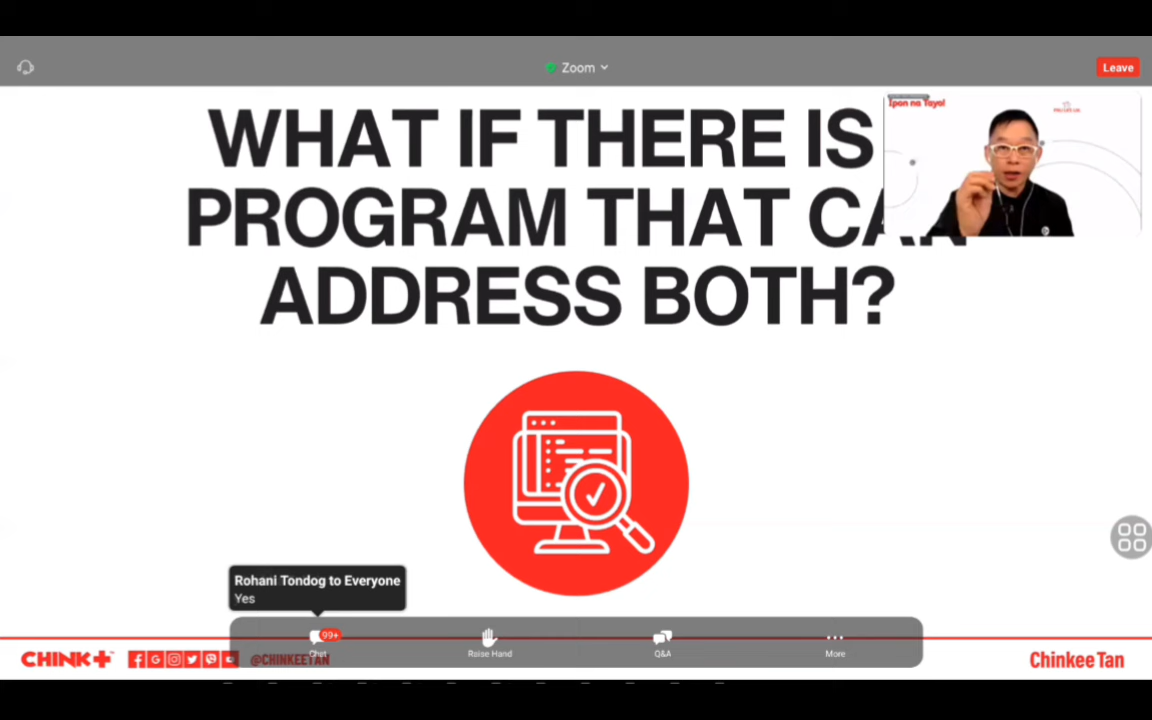 Zoom
Leave
Ipon na Tayo!
WHAT IF THERE IS
PROGRAM THAT CAN
ADDRESS BOTH?
Rohani Tondog to Everyone
Yes
99+
Chat
Raise Hand
Q&A
More
CHINK+
@CHINKEETAN
Chinkee Tan